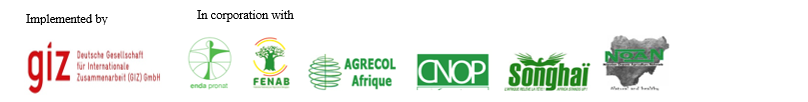 Implemented by
In corporation with
giz Deutsche Gesellschaft
für Internationale
Zusammenarbeit (GIZ) GmbH
enda pronat
FENAB
AGRECOL
Afrique
CNOP
Songhaï